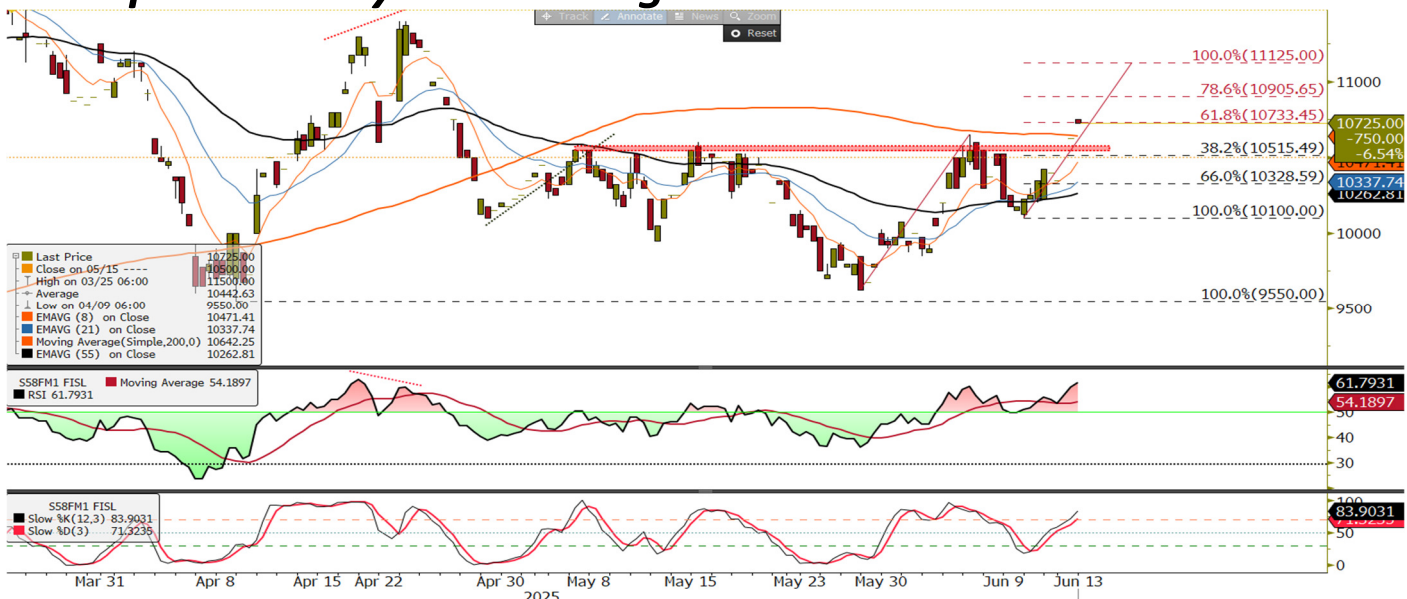 Track Annotate News Zoom
Reset
100.0%(11125.00)
78.6%(10905.65)
61.8%(10733.45)
38.2%(10515.49)
66.0%(10328.59)
100.0%(10100.00)
100.0%(9550.00)
11000
10725.00
-750.00
-6.54%
10471.41
10337.74
10262.81
10000
9500
Last Price 10725.00
Close on 05/15 ---- 10500.00
High on 03/25 06:00 11500.00
Average 10442.63
Low on 04/09 06:00 9550.00
EMAVG (8) on Close 10471.41
EMAVG (21) on Close 10337.74
Moving Average(Simple,200,0) 10642.25
EMAVG (55) on Close 10262.81
S58FM1 FISL Moving Average 54.1897
RSI 61.7931
61.7931
54.1897
50
40
30
S58FM1 FISL
Slow %K(12,3) 83.9031
Slow %D(3) 71.3235
100
83.9031
71.3235
50
0
Mar 31 Apr 8 Apr 15 Apr 22 Apr 30 May 8 May 15 May 23 May 30 Jun 9 Jun 13
2025